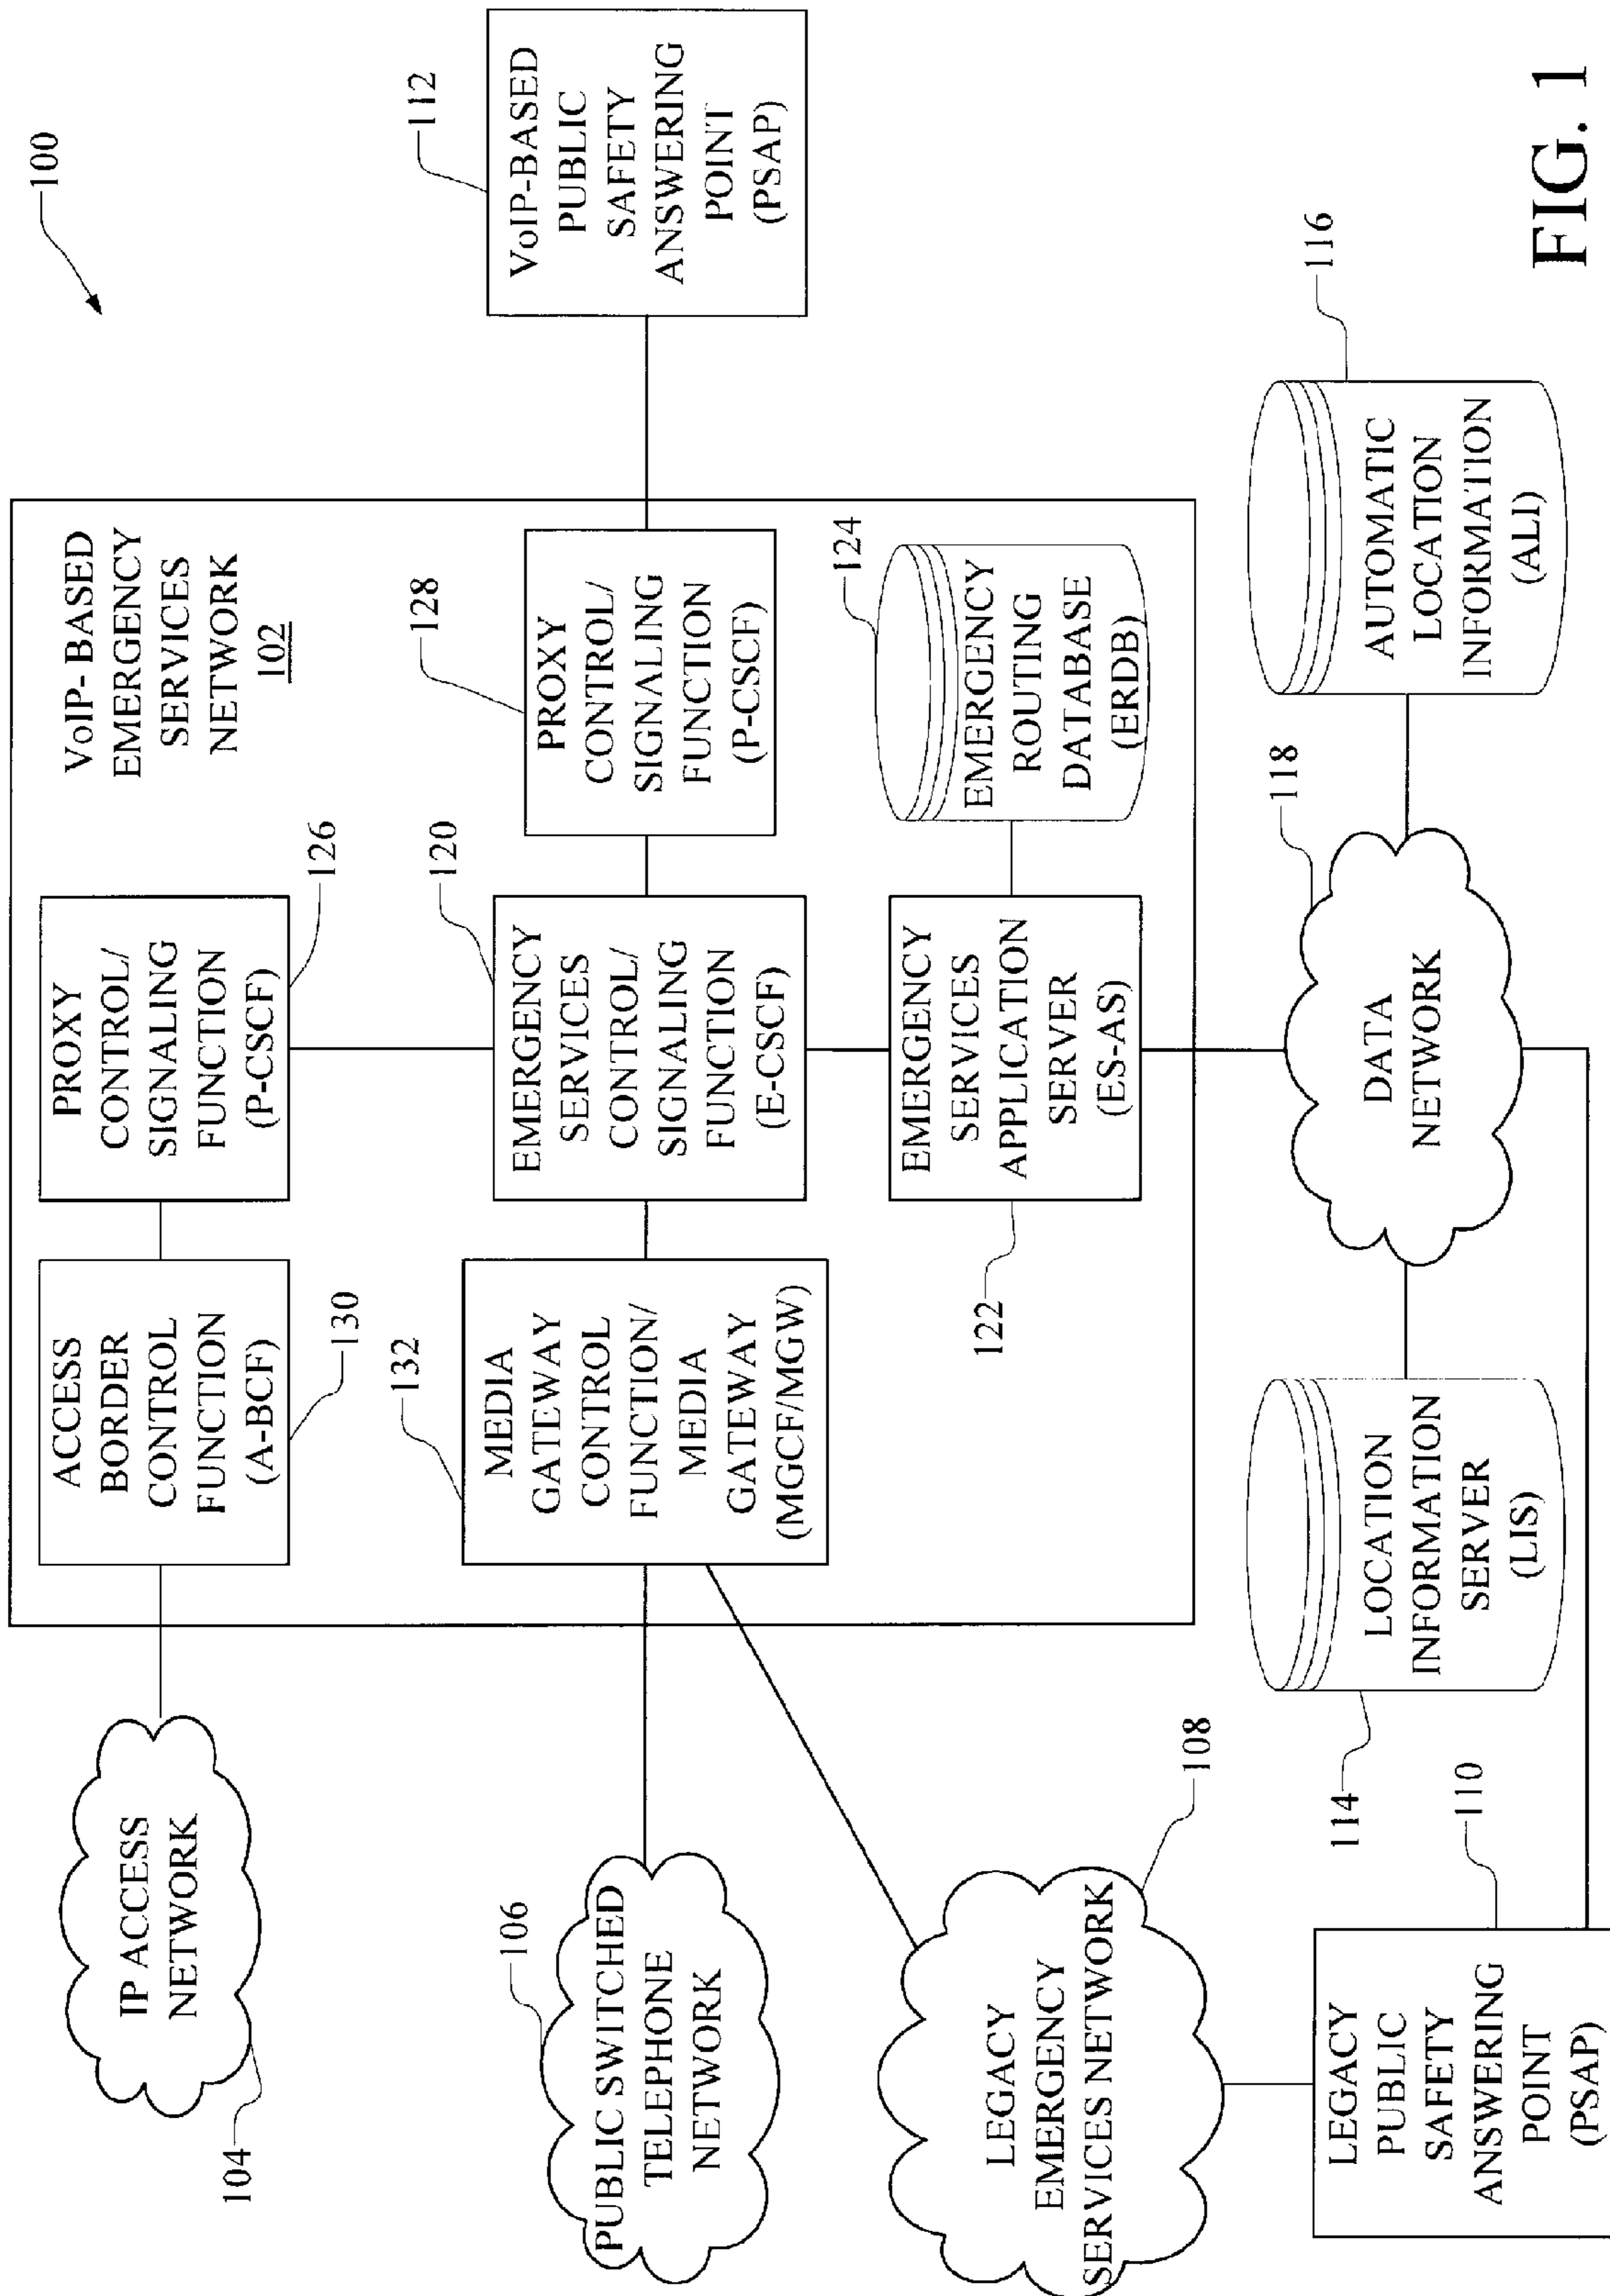 100
VoIP-BASED
EMERGENCY
SERVICES
NETWORK
102
IP ACCESS
NETWORK
104
ACCESS
BORDER
CONTROL
FUNCTION
(A-BCF)
130
PROXY
CONTROL/
SIGNALING
FUNCTION
(P-CSCF)
126
PUBLIC SWITCHED
TELEPHONE
NETWORK
106
MEDIA
GATEWAY
CONTROL
FUNCTION/
MEDIA
GATEWAY
(MGCF/MGW)
132
EMERGENCY
SERVICES
CONTROL/
SIGNALING
FUNCTION
(E-CSCF)
120
PROXY
CONTROL/
SIGNALING
FUNCTION
(P-CSCF)
128
VoIP-BASED
PUBLIC
SAFETY
ANSWERING
POINT
(PSAP)
112
LEGACY
EMERGENCY
SERVICES NETWORK
108
EMERGENCY
SERVICES
APPLICATION
SERVER
(ES-AS)
122
EMERGENCY
ROUTING
DATABASE
(ERDB)
124
LEGACY
PUBLIC
SAFETY
ANSWERING
POINT
(PSAP)
110
LOCATION
INFORMATION
SERVER
(LIS)
114
DATA
NETWORK
118
AUTOMATIC
LOCATION
INFORMATION
(ALI)
116
FIG. 1